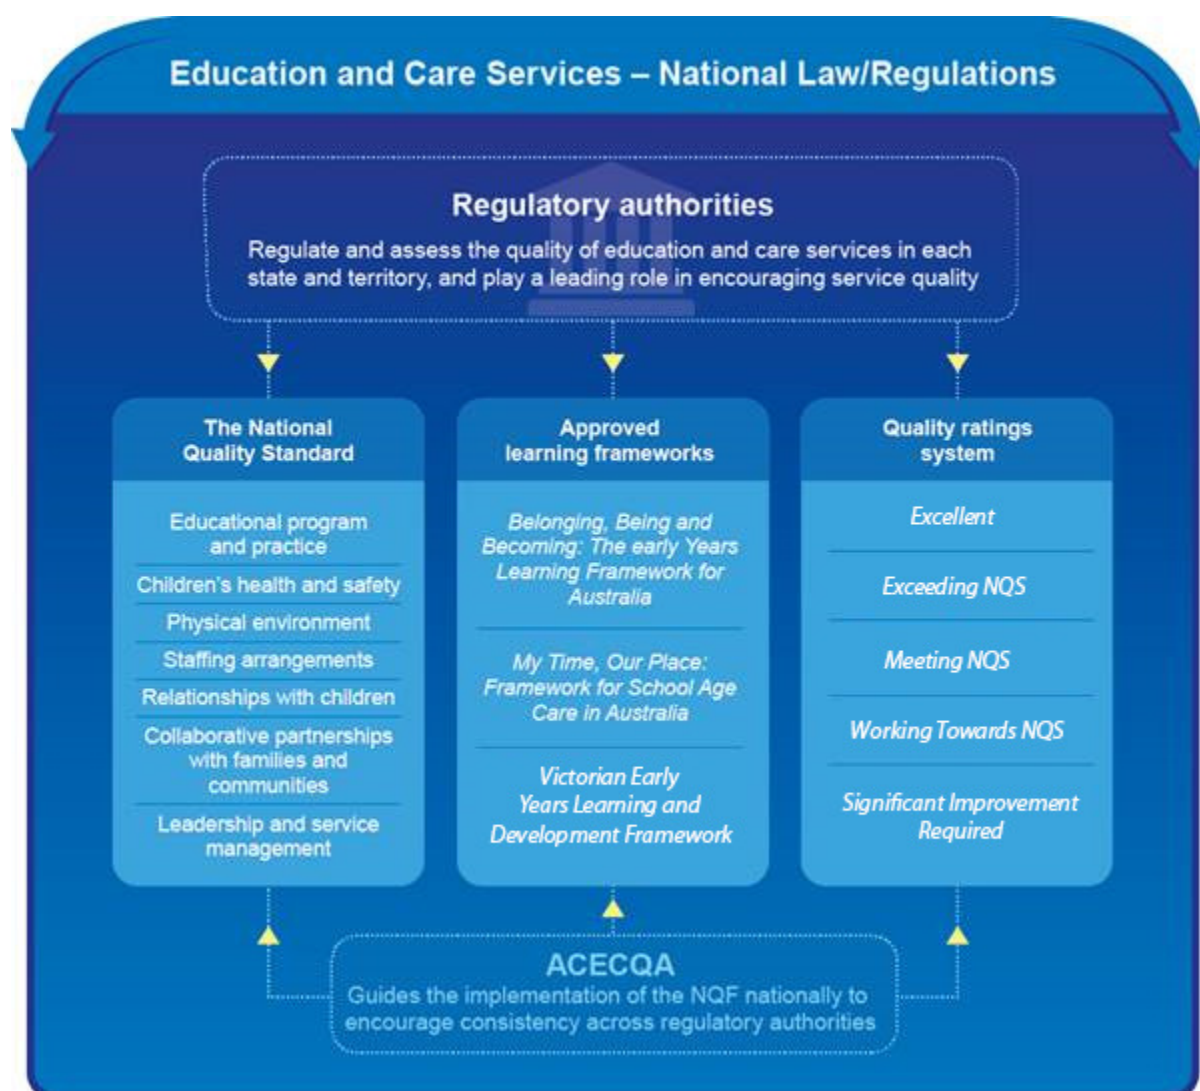 Education and Care Services – National Law/Regulations
Regulatory authorities
Regulate and assess the quality of education and care services in each
state and territory, and play a leading role in encouraging service quality
The National
Quality Standard
Educational program
and practice
Children's health and safety
Physical environment
Staffing arrangements
Relationships with children
Collaborative partnerships
with families and
communities
Leadership and service
management
Approved
learning frameworks
Belonging, Being and
Becoming: The early Years
Learning Framework for
Australia
My Time, Our Place:
Framework for School Age
Care in Australia
Victorian Early
Years Learning and
Development Framework
Quality ratings
system
Excellent
Exceeding NQS
Meeting NQS
Working Towards NQS
Significant Improvement
Required
ACECQA
Guides the implementation of the NQF nationally to
encourage consistency across regulatory authorities